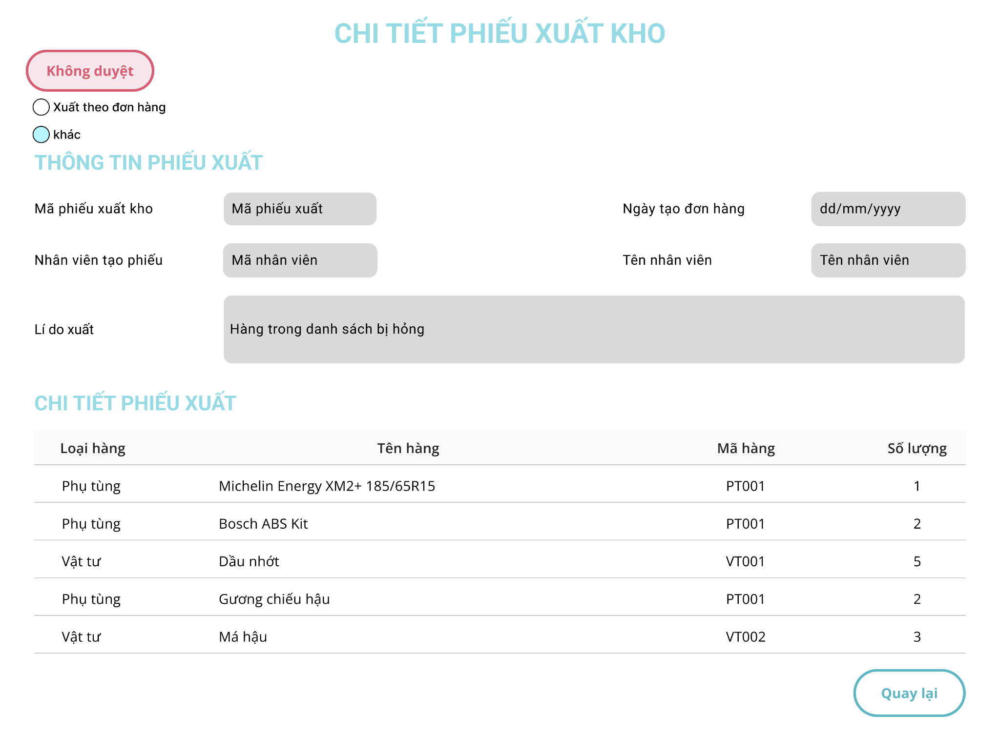 CHI TIẾT PHIẾU XUẤT KHO
Không duyệt
Xuất theo đơn hàng
khác
THÔNG TIN PHIẾU XUẤT
Mã phiếu xuất kho Mã phiếu xuất Ngày tạo đơn hàng dd/mm/yyyy
Nhân viên tạo phiếu Mã nhân viên Tên nhân viên Tên nhân viên
Lí do xuất Hàng trong danh sách bị hỏng
CHI TIẾT PHIẾU XUẤT
Loại hàng Tên hàng Mã hàng Số lượng
Phụ tùng Michelin Energy XM2+ 185/65R15 PT001 1
Phụ tùng Bosch ABS Kit PT001 2
Vật tư Dầu nhớt VT001 5
Phụ tùng Gương chiếu hậu PT001 2
Vật tư Má hậu VT002 3
Quay lại